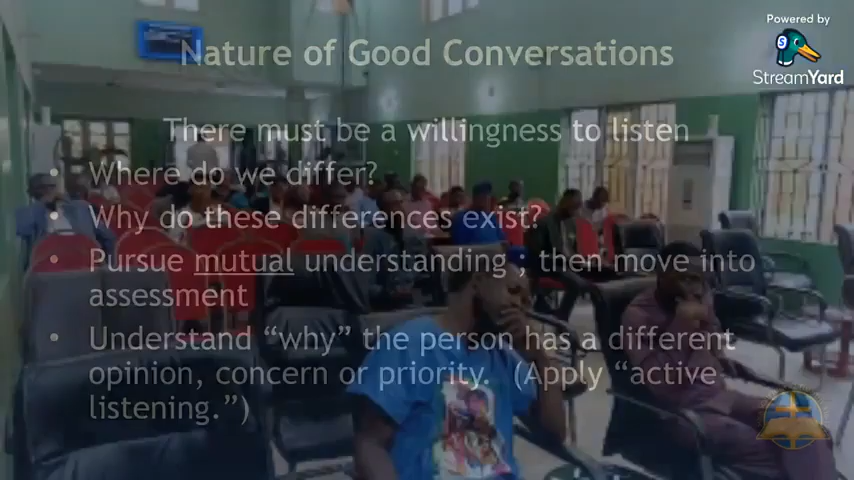 Powered by
StreamYard
Nature of Good Conversations
There must be a willingness to listen
• Where do we differ?
• Why do these differences exist?
• Pursue mutual understanding ; then move into
assessment
• Understand “why” the person has a different
opinion, concern or priority. (Apply “active
listening.”)